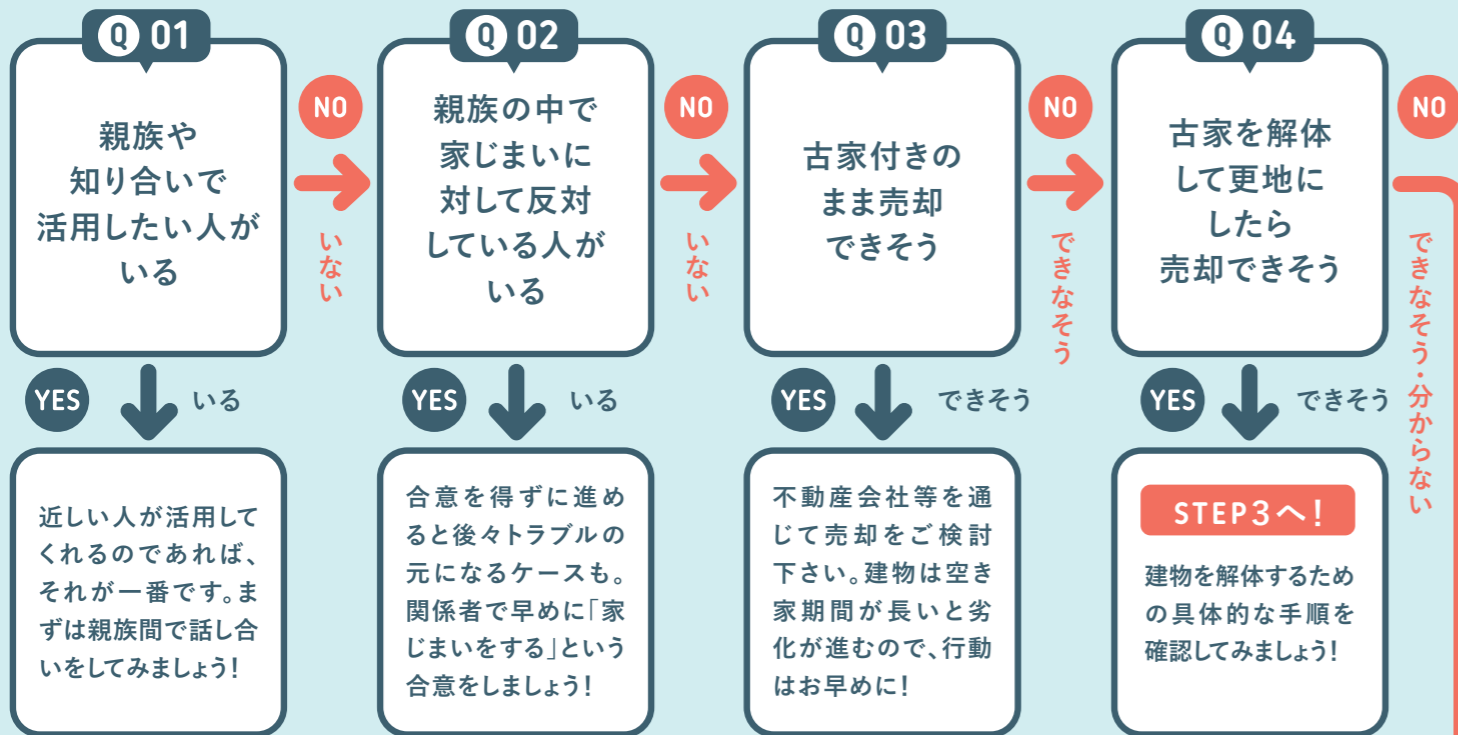 Q 01
親族や
知り合いで
活用したい人が
いる
NO
いない
YES
いる
近しい人が活用して
くれるのであれば、
それが一番です。ま
ずは親族間で話し合
いをしてみましょう!
Q 02
親族の中で
家じまいに
対して反対
している人が
いる
NO
いない
YES
いる
合意を得ずに進め
ると後々トラブルの
元になるケースも。
関係者で早めに「家
じまいをする」という
合意をしましょう!
Q 03
古家付きの
まま売却
できそう
NO
できなそう
YES
できそう
不動産会社等を通
じて売却をご検討
下さい。建物は空き
家期間が長いと劣
化が進むので、行動
はお早めに!
Q 04
古家を解体
して更地に
したら
売却できそう
NO
できなそう・分からない
YES
できそう
STEP3へ!
建物を解体するため
の具体的な手順を
確認してみましょう!